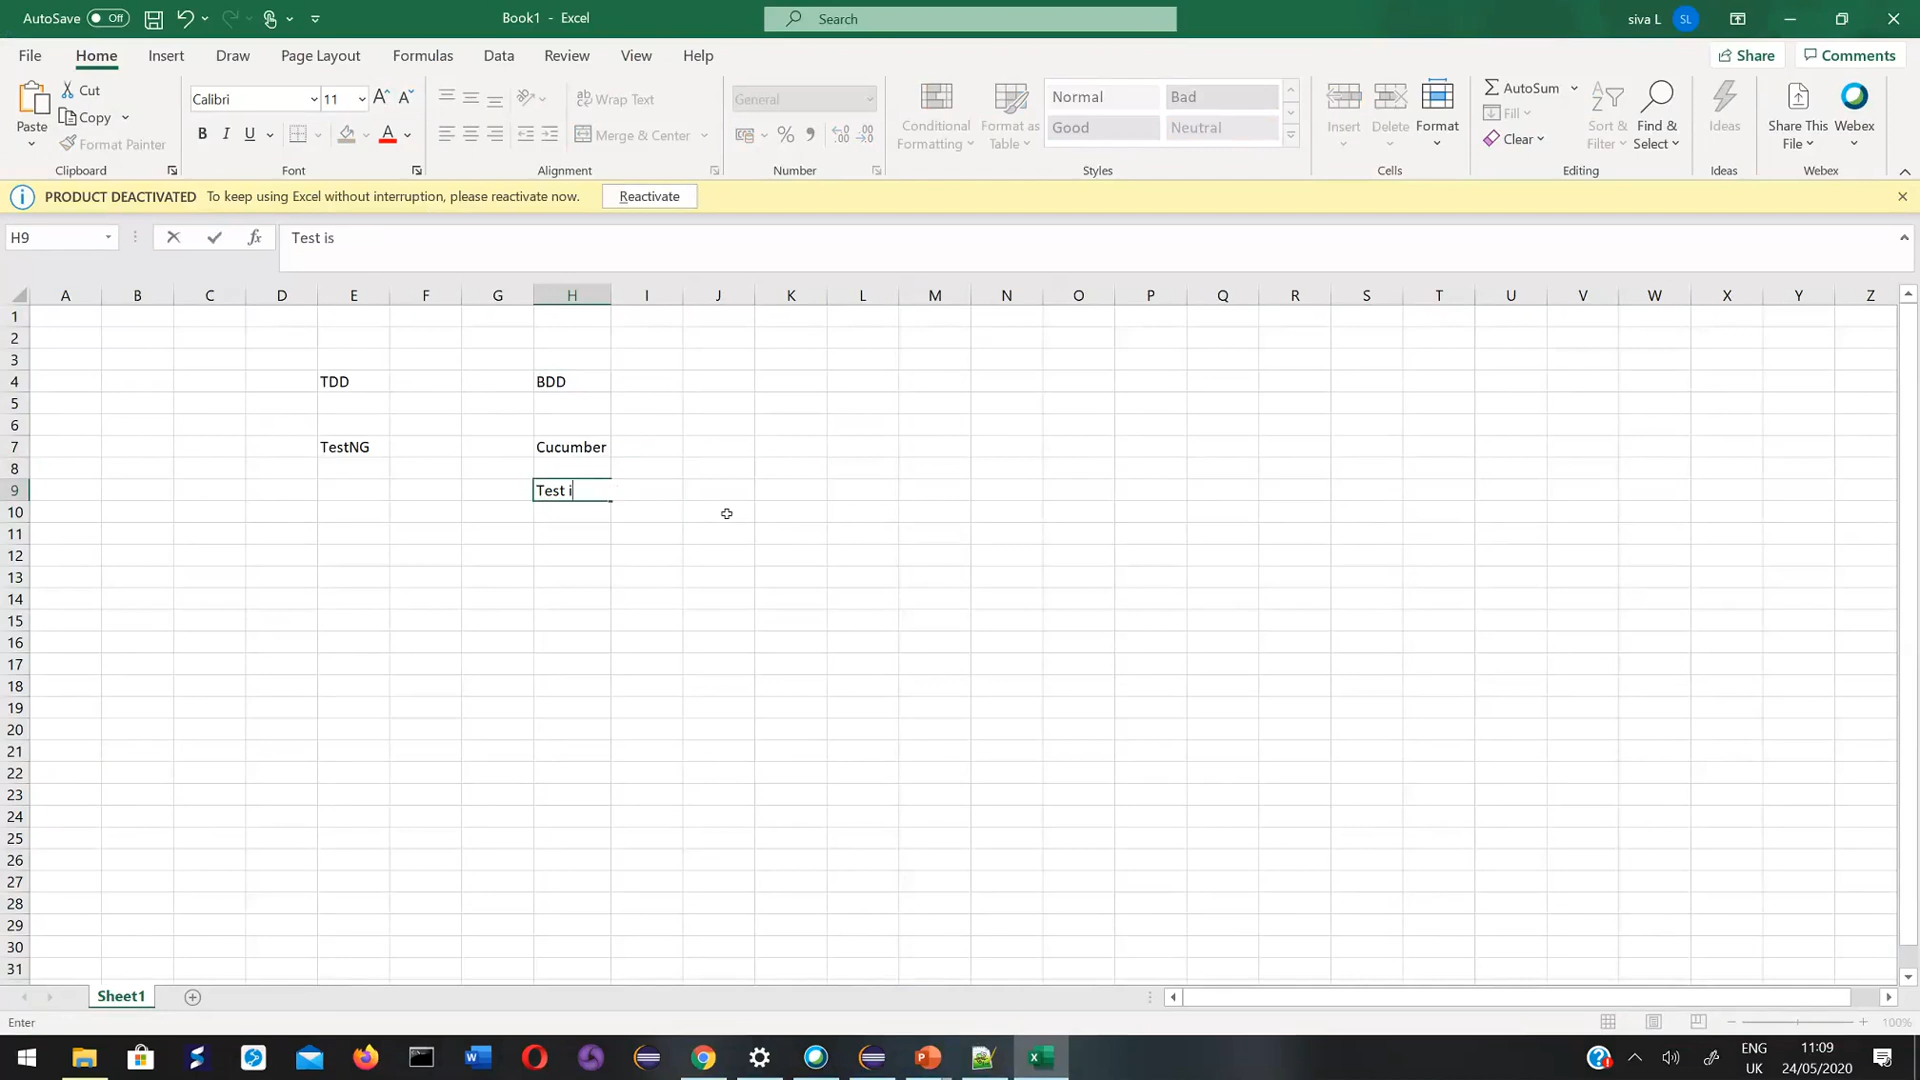 AutoSave Off Book1 - Excel Search siva L SL
File Home Insert Draw Page Layout Formulas Data Review View Help Share Comments
Paste Cut Copy Format Painter Clipboard
Calibri 11 B I U Font
Wrap Text Merge & Center Alignment
General % Number
Conditional Formatting Format as Table Normal Bad Good Neutral Styles
Insert Delete Format Cells
AutoSum Fill Clear Sort & Filter Find & Select Editing
Ideas Ideas
Share This File Webex Webex
PRODUCT DEACTIVATED To keep using Excel without interruption, please reactivate now. Reactivate
H9 fx Test is
A B C D E F G H I J K L M N O P Q R S T U V W X Y Z
1
2
3
4 TDD BDD
5
6
7 TestNG Cucumber
8
9 Test i
10
11
12
13
14
15
16
17
18
19
20
21
22
23
24
25
26
27
28
29
30
31
Sheet1
Enter 100%
ENG 11:09
UK 24/05/2020